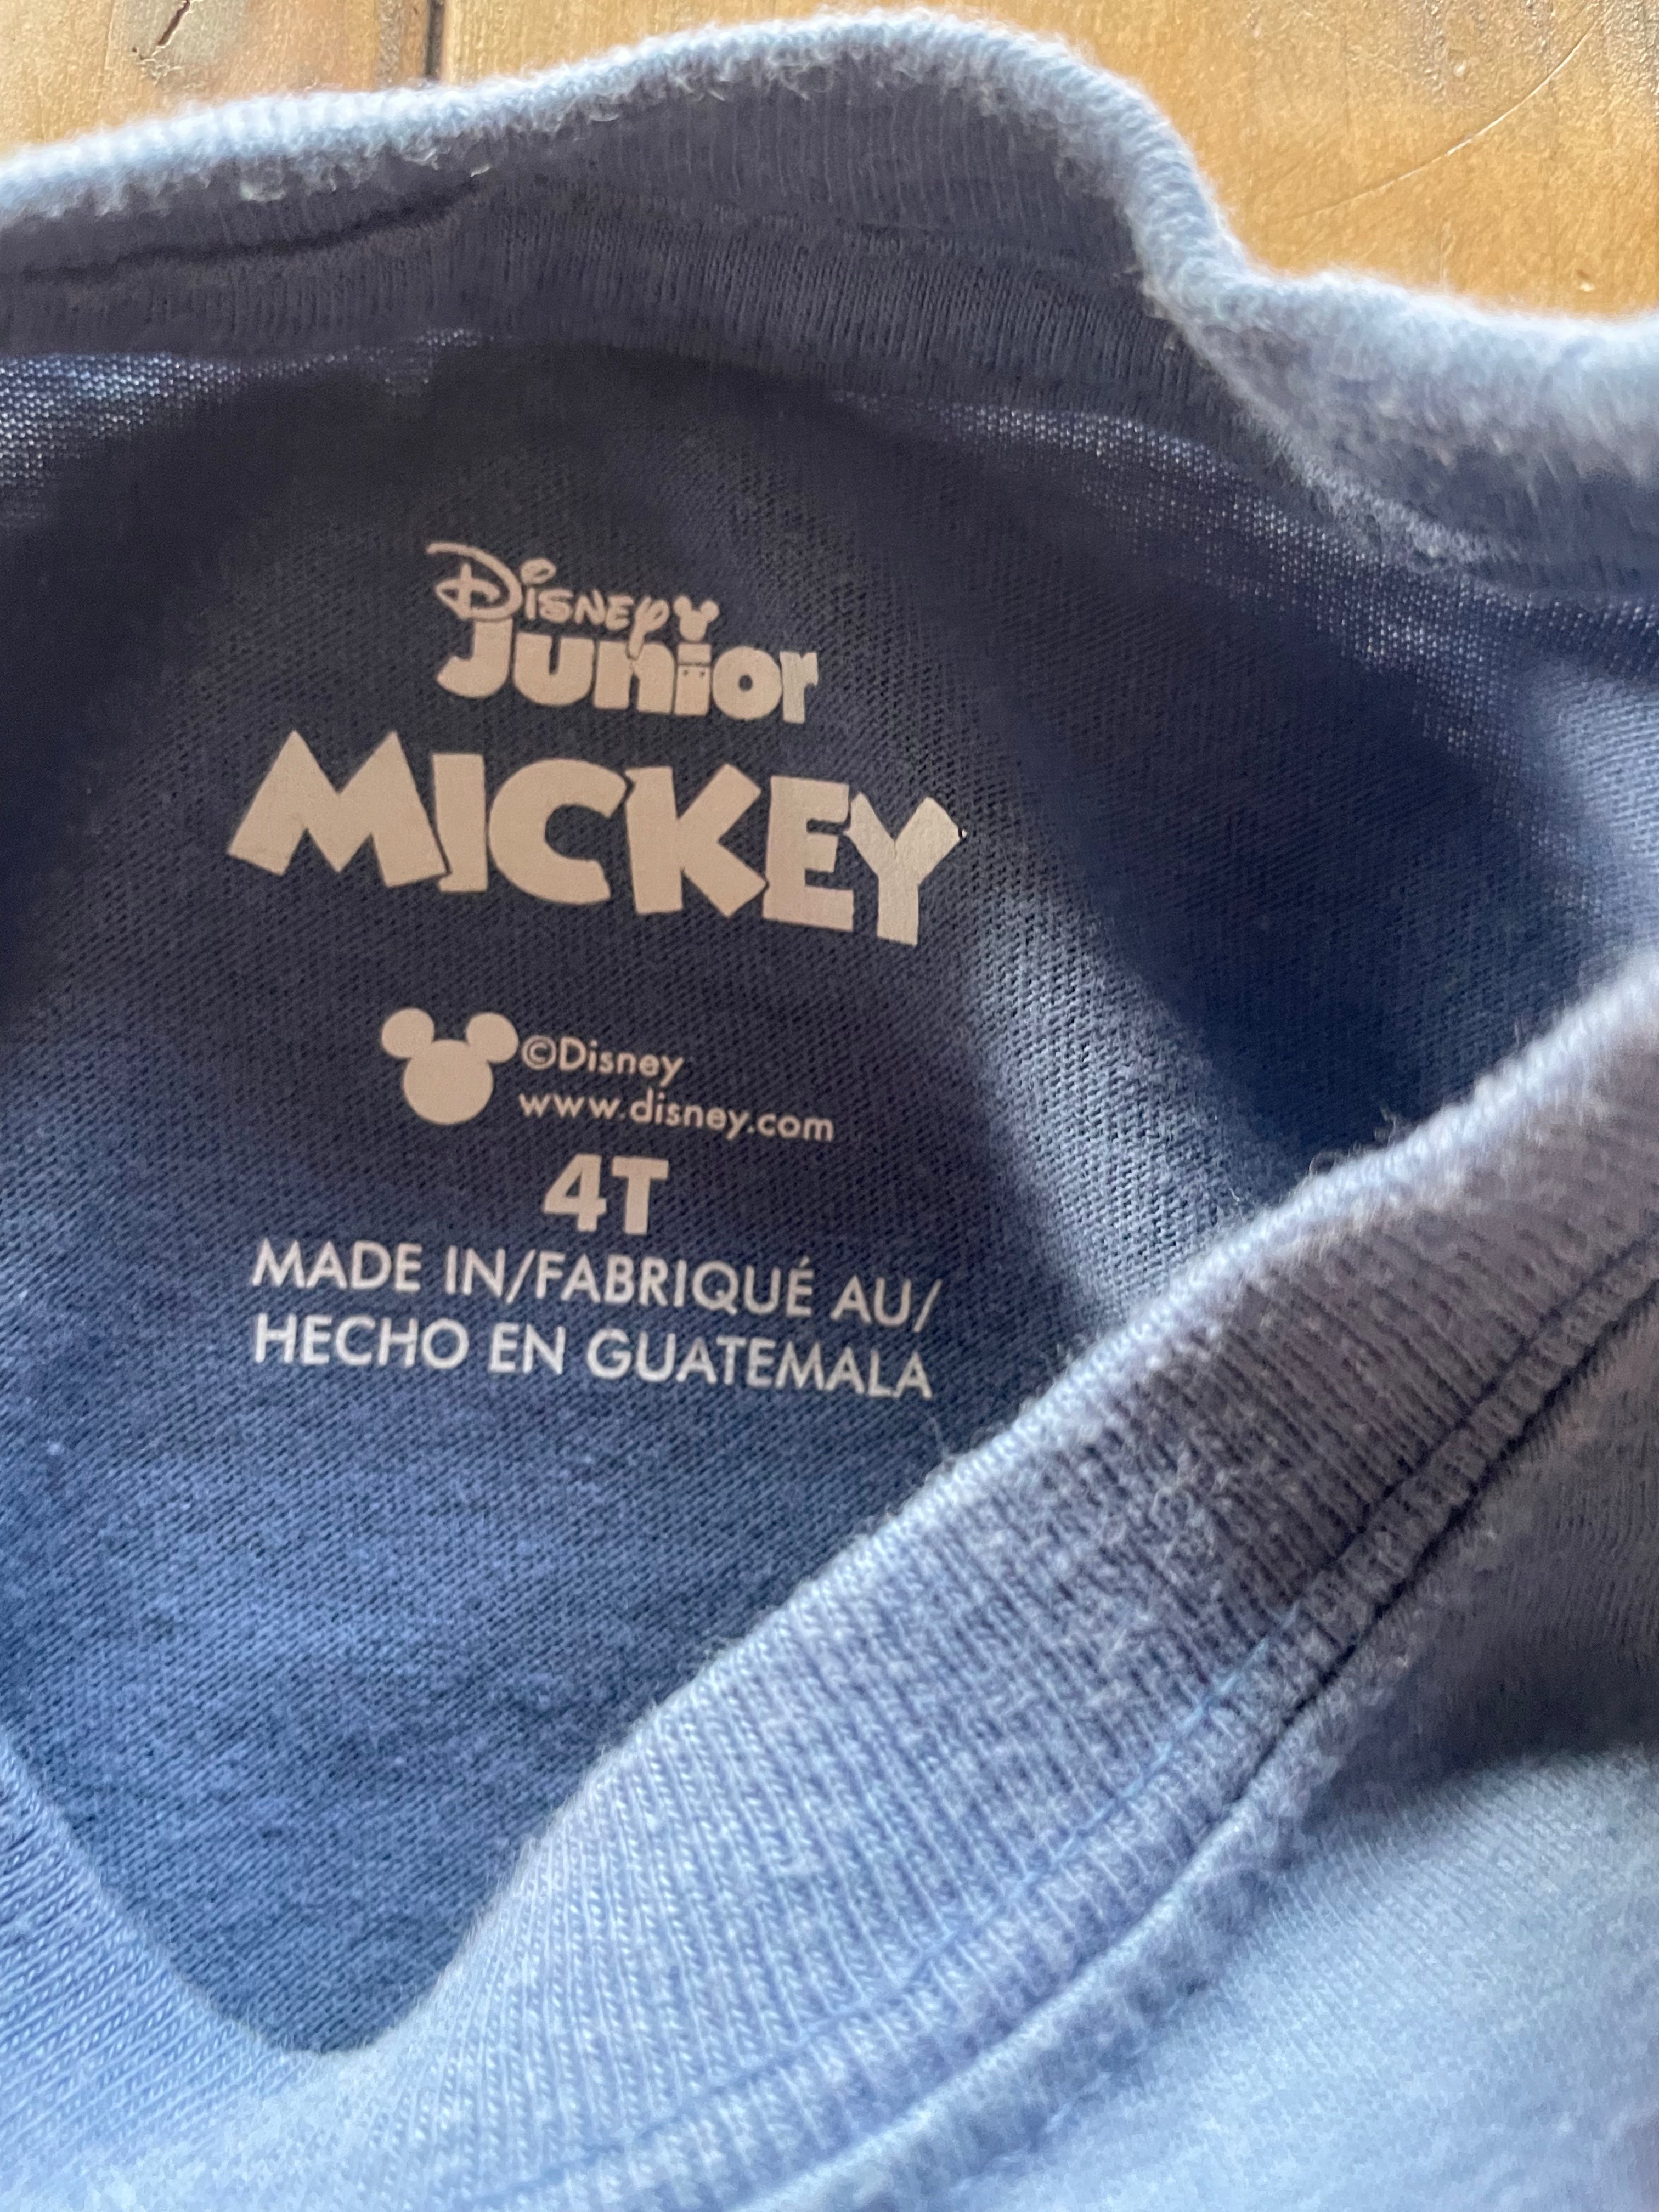 Disney
Junior
MICKEY
©Disney
www.disney.com
4T
MADE IN/FABRIQUÉ AU/
HECHO EN GUATEMALA